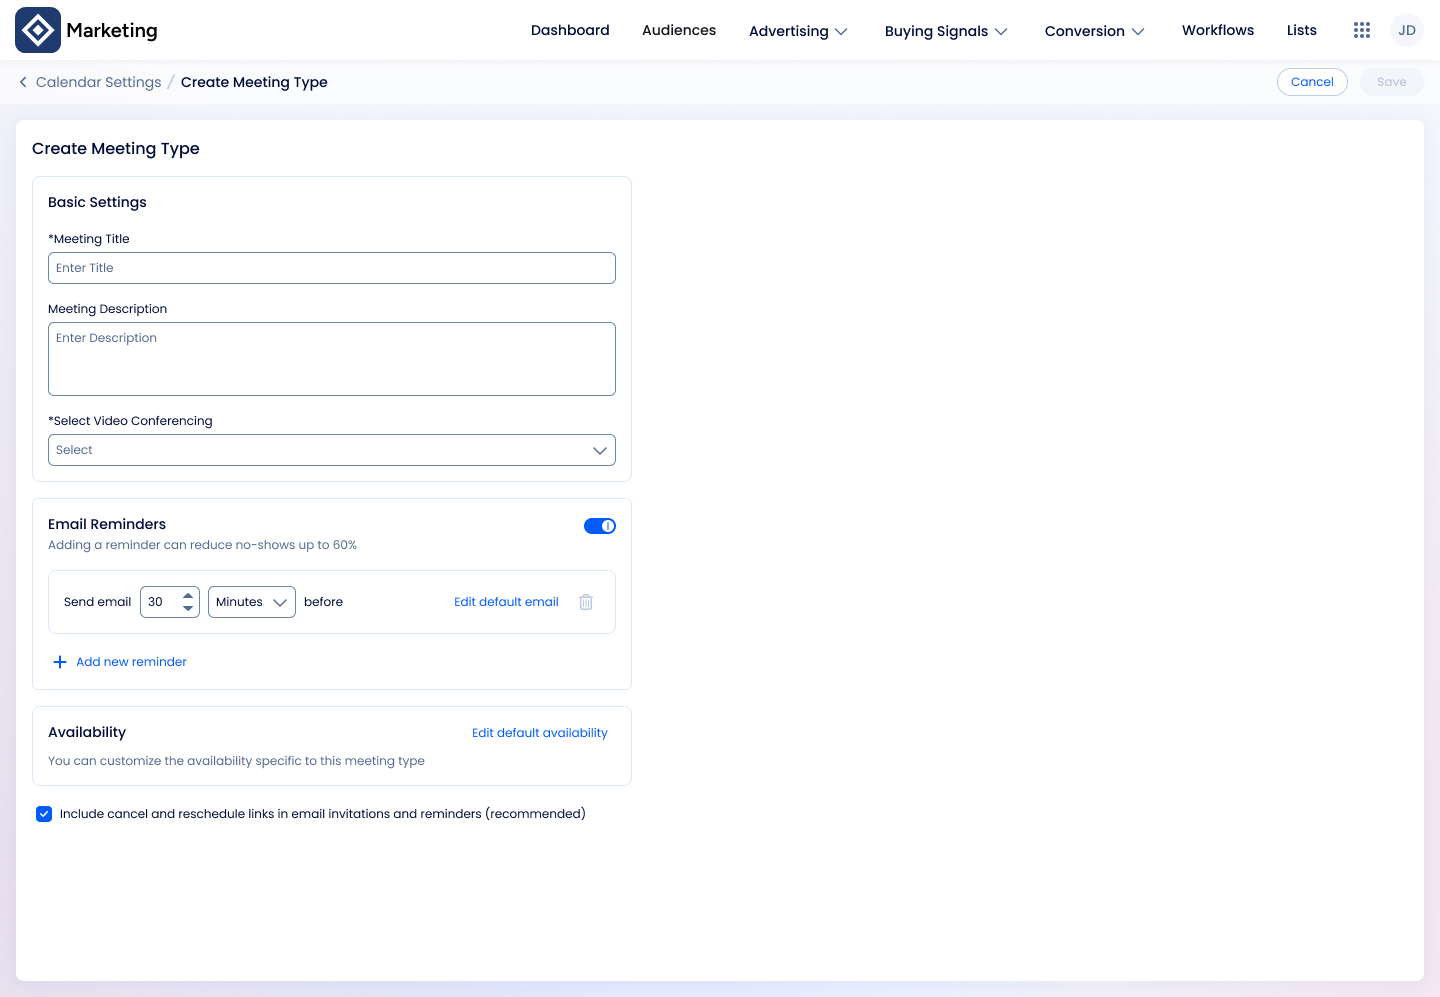 Marketing
Dashboard Audiences Advertising Buying Signals Conversion Workflows Lists JD
Calendar Settings / Create Meeting Type Cancel Save
Create Meeting Type
Basic Settings
*Meeting Title
Enter Title
Meeting Description
Enter Description
*Select Video Conferencing
Select
Email Reminders
Adding a reminder can reduce no-shows up to 60%
Send email 30 Minutes before Edit default email
Add new reminder
Availability Edit default availability
You can customize the availability specific to this meeting type
Include cancel and reschedule links in email invitations and reminders (recommended)